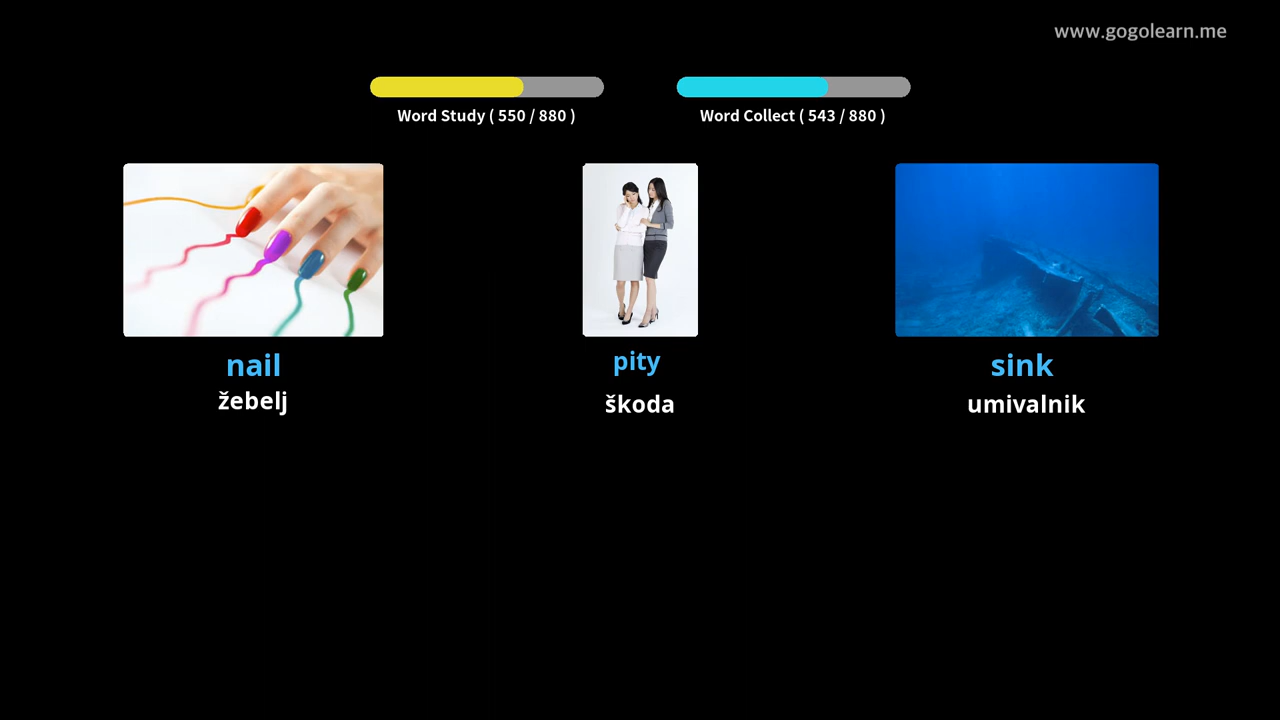 www.gogolearn.me
Word Study ( 550 / 880 )
Word Collect ( 543 / 880 )
nail
žebelj
pity
škoda
sink
umivalnik